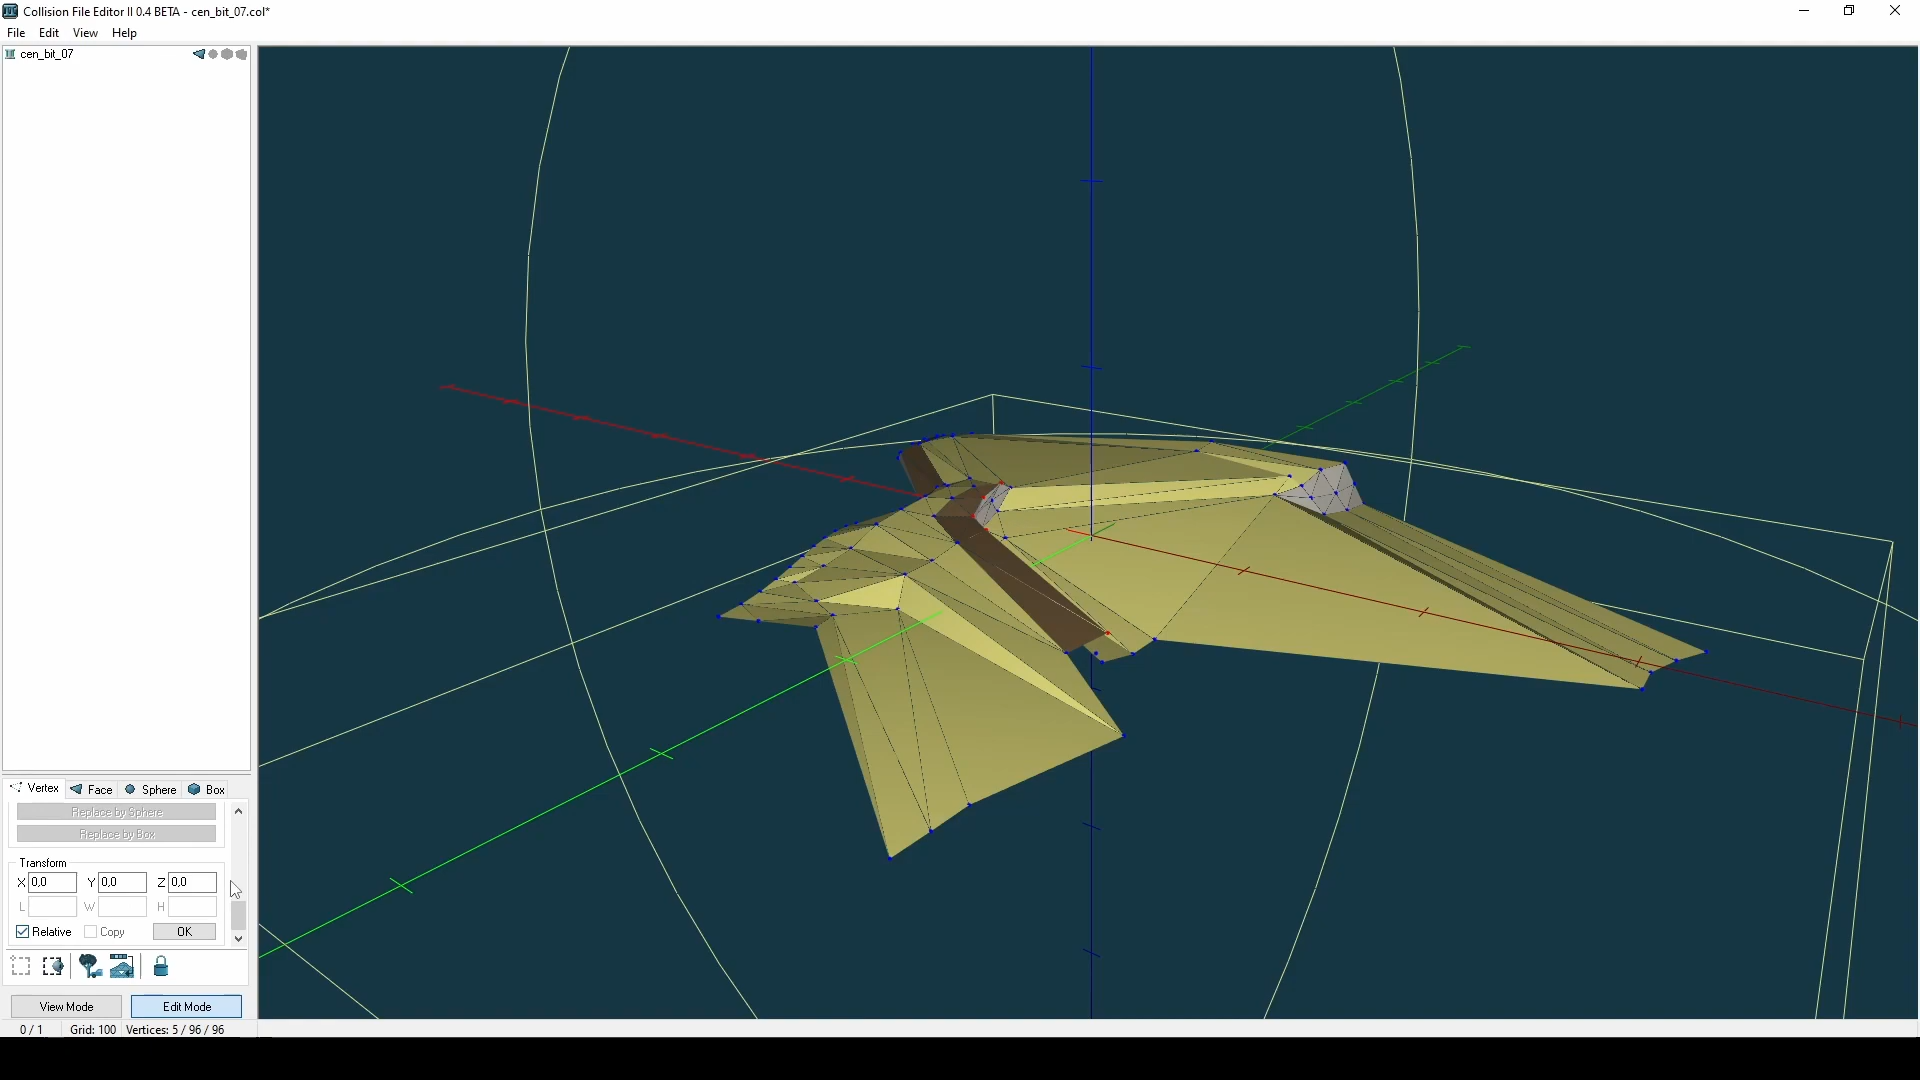 Collision File Editor II 0.4 BETA - cen_bit_07.col*
File Edit View Help
cen_bit_07
Vertex Face Sphere Box
Replace by Sphere
Replace by Box
Transform
X 0,0 Y 0,0 Z 0,0
L W H
Relative Copy OK
View Mode Edit Mode
0 / 1 Grid: 100 Vertices: 5 / 96 / 96